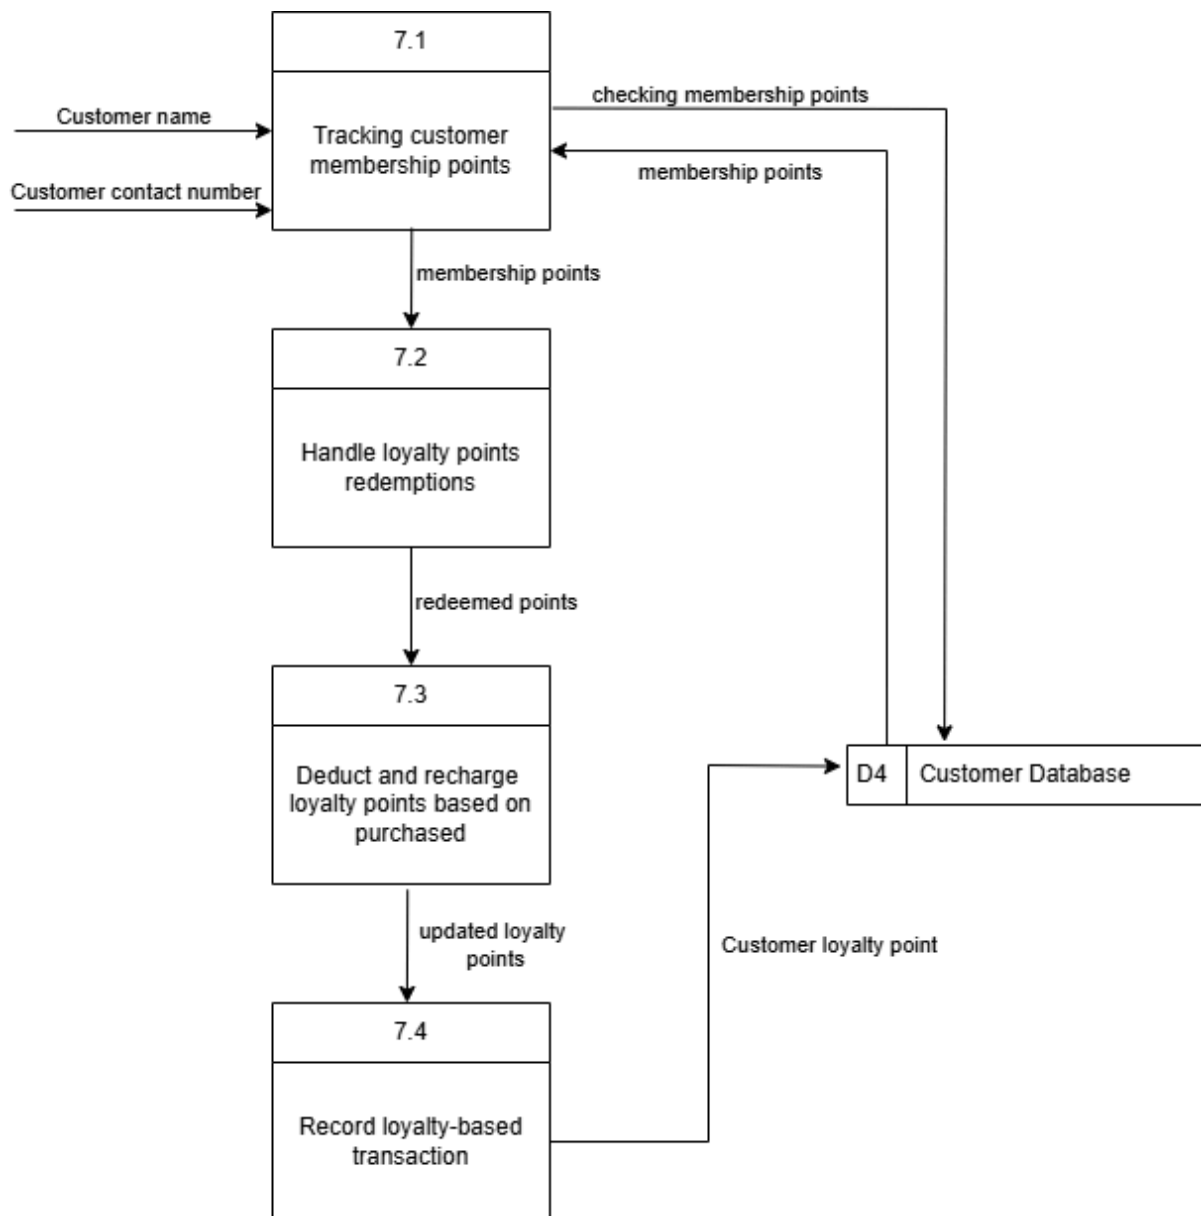 7.1
checking membership points
Customer name
Tracking customer
membership points
membership points
Customer contact number
membership points
7.2
Handle loyalty points
redemptions
redeemed points
7.3
Deduct and recharge
loyalty points based on
purchased
D4
Customer Database
updated loyalty
points
Customer loyalty point
7.4
Record loyalty-based
transaction